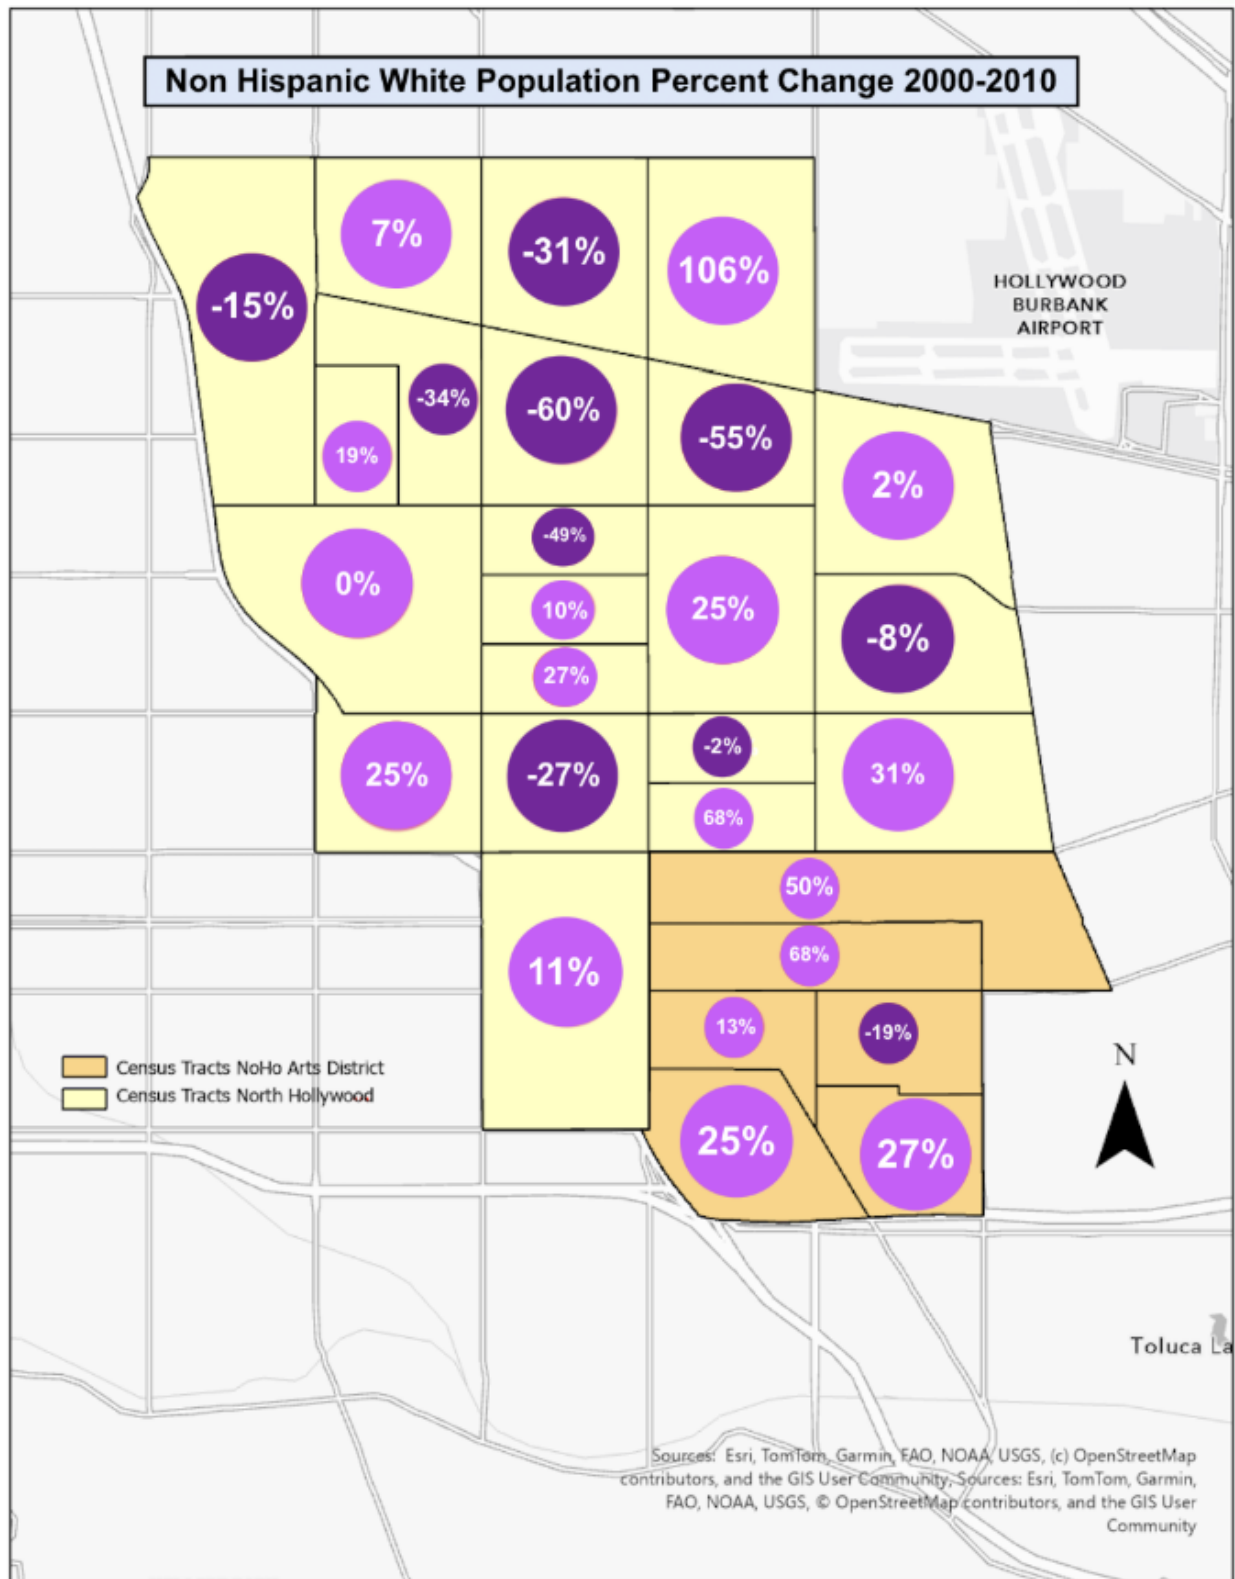 Non Hispanic White Population Percent Change 2000-2010
7%
-31%
106%
-15%
HOLLYWOOD
BURBANK
AIRPORT
-34%
-60%
-55%
19%
2%
-49%
0%
10%
25%
-8%
27%
25%
-27%
-2%
31%
68%
50%
68%
11%
13%
-19%
N
Census Tracts NoHo Arts District
Census Tracts North Hollywood
25%
27%
Toluca La
Sources: Esri, TomTom, Garmin, FAO, NOAA, USGS, (c) OpenStreetMap
contributors, and the GIS User Community, Sources: Esri, TomTom, Garmin,
FAO, NOAA, USGS, © OpenStreetMap contributors, and the GIS User
Community